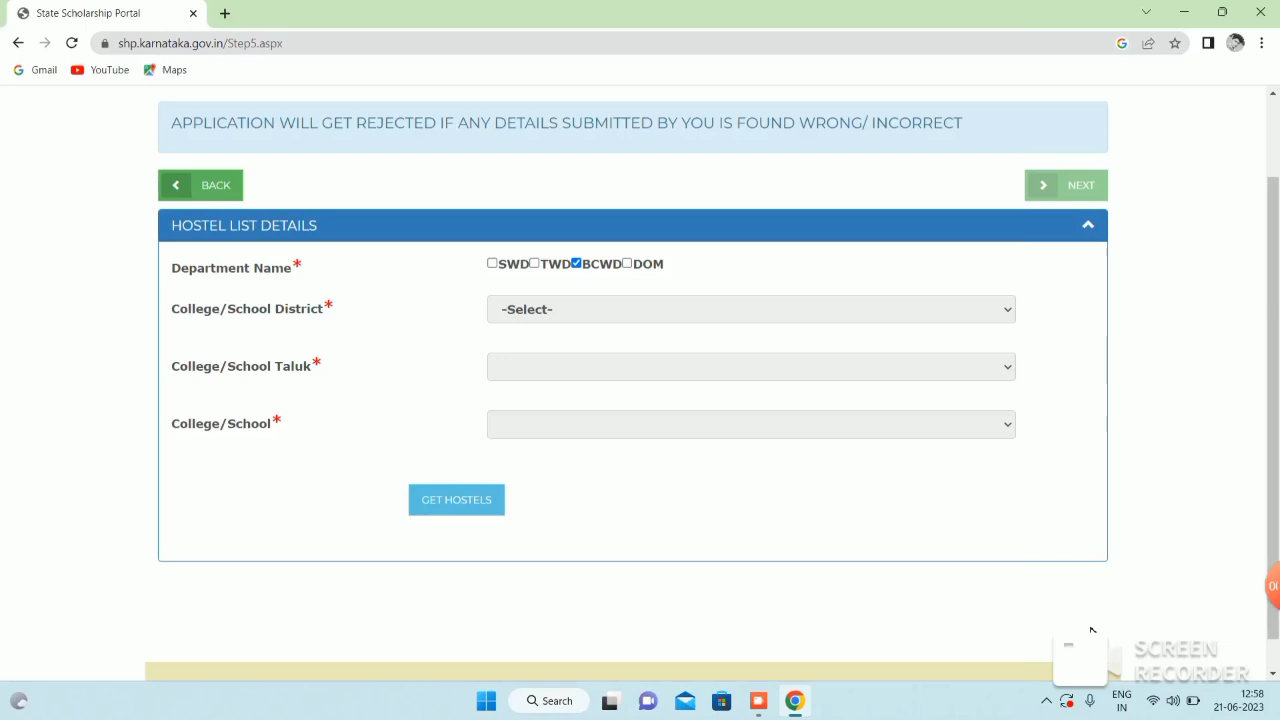 State Scholarship Portal
shp.karnataka.gov.in/Step5.aspx
Gmail YouTube Maps
APPLICATION WILL GET REJECTED IF ANY DETAILS SUBMITTED BY YOU IS FOUND WRONG/ INCORRECT
BACK NEXT
HOSTEL LIST DETAILS
Department Name* SWD TWD BCWD DOM
College/School District* -Select-
College/School Taluk*
College/School*
GET HOSTELS
SCREEN
RECORDER
Search
ENG
IN
12:58
21-06-2023